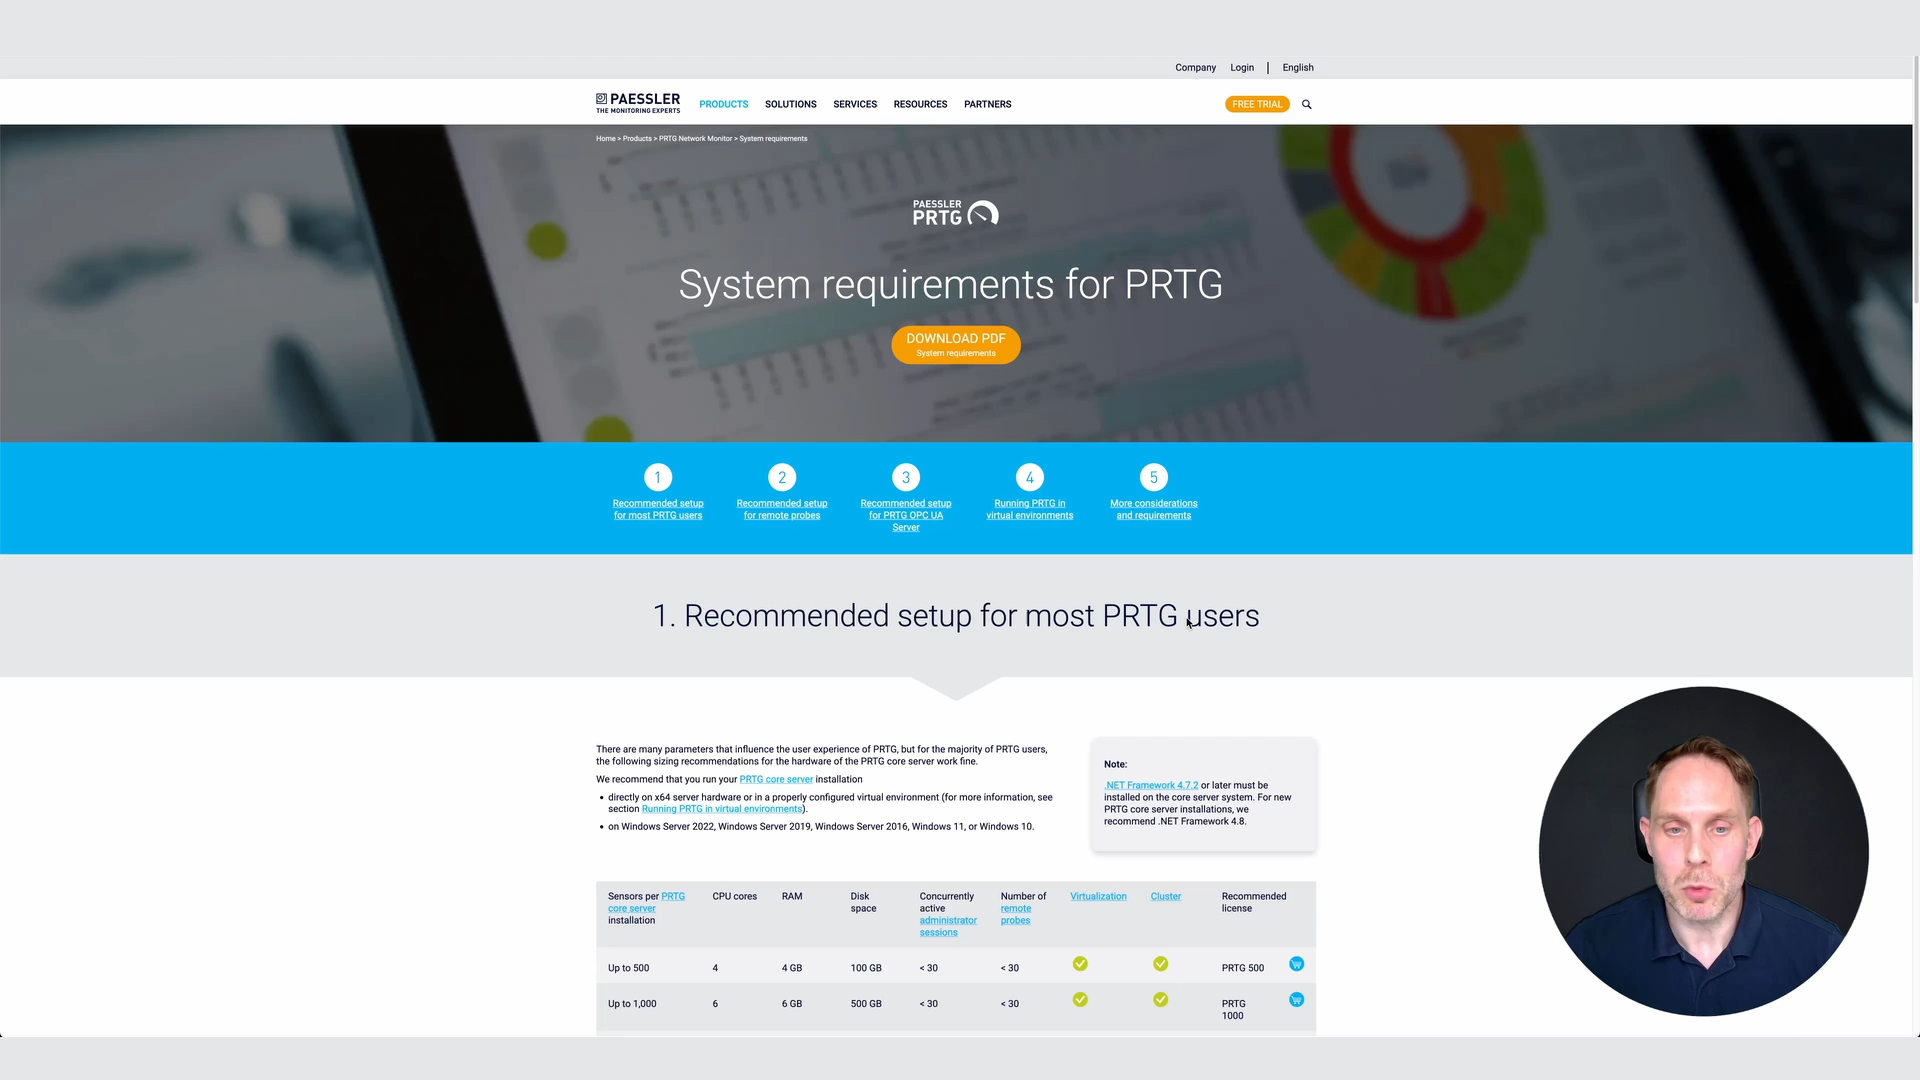 Company Login | English
PAESSLER
THE MONITORING EXPERTS
PRODUCTS SOLUTIONS SERVICES RESOURCES PARTNERS
FREE TRIAL
Home > Products > PRTG Network Monitor > System requirements
PAESSLER
PRTG
System requirements for PRTG
DOWNLOAD PDF
System requirements
1
Recommended setup
for most PRTG users
2
Recommended setup
for remote probes
3
Recommended setup
for PRTG OPC UA
Server
4
Running PRTG in
virtual environments
5
More considerations
and requirements
1. Recommended setup for most PRTG users
There are many parameters that influence the user experience of PRTG, but for the majority of PRTG users,
the following sizing recommendations for the hardware of the PRTG core server work fine.
We recommend that you run your PRTG core server installation
• directly on x64 server hardware or in a properly configured virtual environment (for more information, see
section Running PRTG in virtual environments).
• on Windows Server 2022, Windows Server 2019, Windows Server 2016, Windows 11, or Windows 10.
Note:
.NET Framework 4.7.2 or later must be
installed on the core server system. For new
PRTG core server installations, we
recommend .NET Framework 4.8.
Sensors per PRTG
core server
installation
CPU cores
RAM
Disk
space
Concurrently
active
administrator
sessions
Number of
remote
probes
Virtualization
Cluster
Recommended
license
Up to 500 4 4 GB 100 GB < 30 < 30 PRTG 500
Up to 1,000 6 6 GB 500 GB < 30 < 30 PRTG
1000